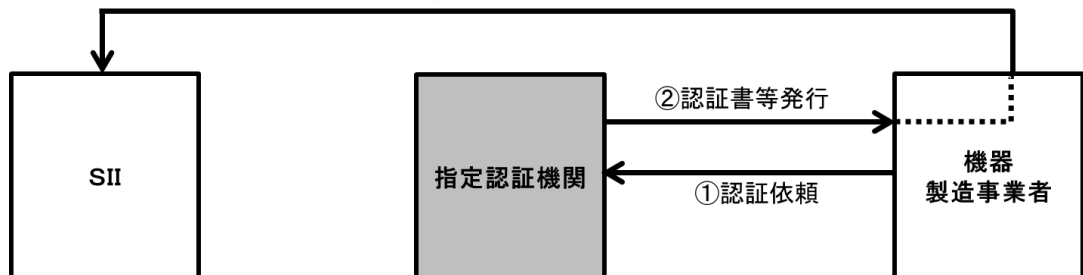 ②認証書等発行
SII
指定認証機関
機器
製造事業者
①認証依頼